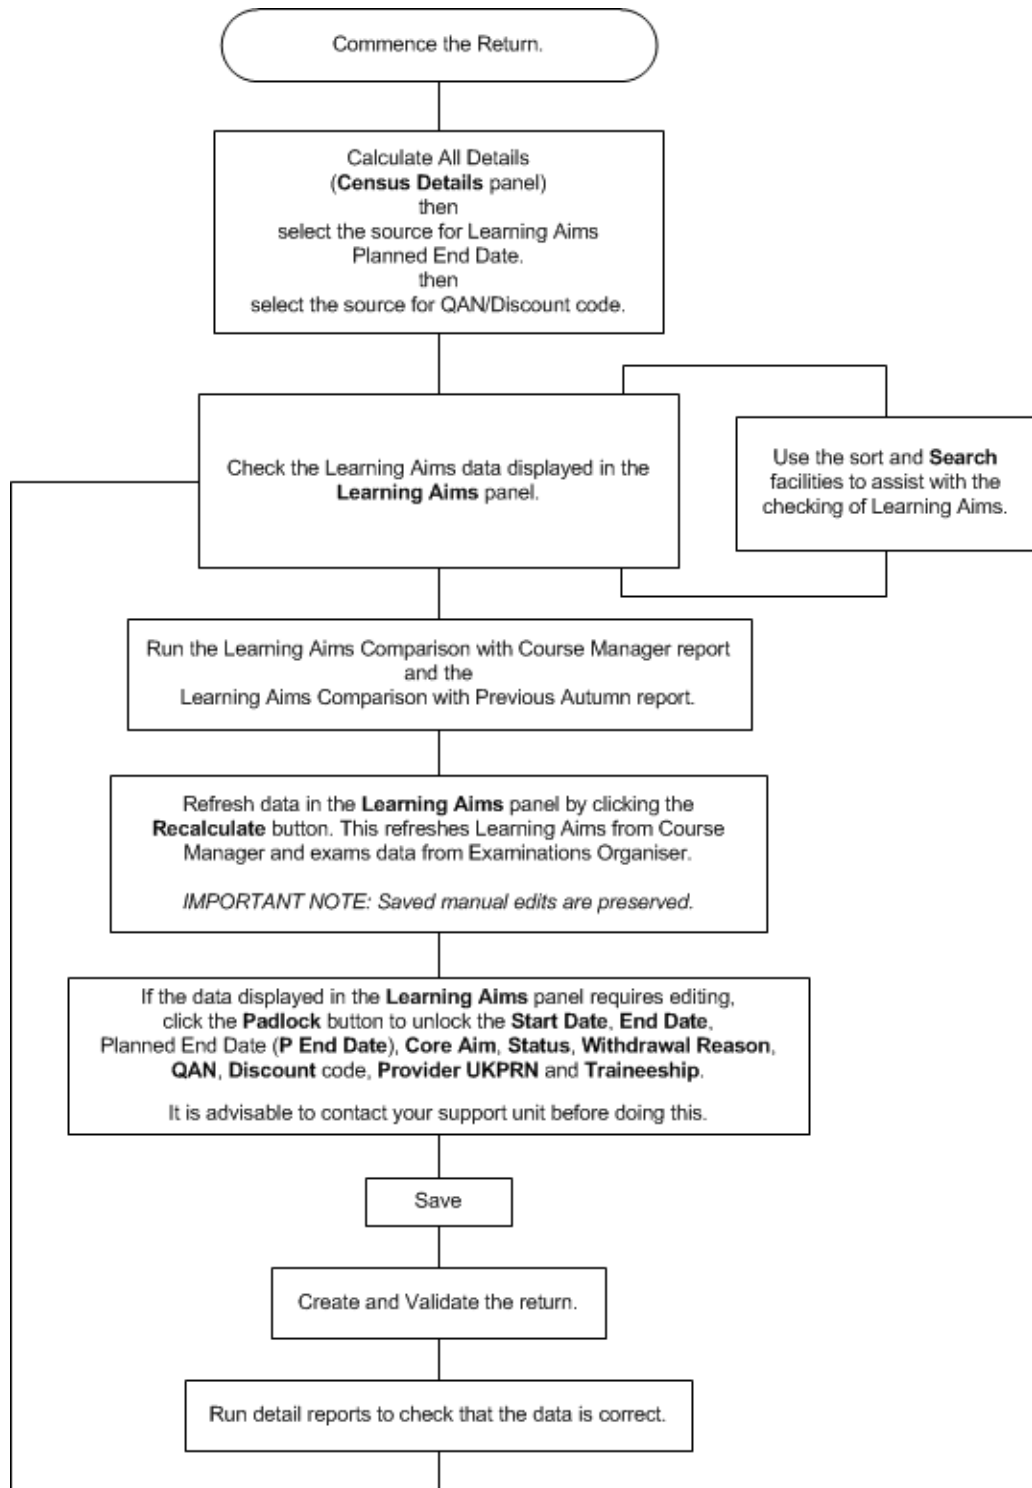 Commence the Return.
Calculate All Details
(Census Details panel)
then
select the source for Learning Aims
Planned End Date.
then
select the source for QAN/Discount code.
Check the Learning Aims data displayed in the
Learning Aims panel.
Use the sort and Search
facilities to assist with the
checking of Learning Aims.
Run the Learning Aims Comparison with Course Manager report
and the
Learning Aims Comparison with Previous Autumn report.
Refresh data in the Learning Aims panel by clicking the
Recalculate button. This refreshes Learning Aims from Course
Manager and exams data from Examinations Organiser.
IMPORTANT NOTE: Saved manual edits are preserved.
If the data displayed in the Learning Aims panel requires editing,
click the Padlock button to unlock the Start Date, End Date,
Planned End Date (P End Date), Core Aim, Status, Withdrawal Reason,
QAN, Discount code, Provider UKPRN and Traineeship.
It is advisable to contact your support unit before doing this.
Save
Create and Validate the return.
Run detail reports to check that the data is correct.